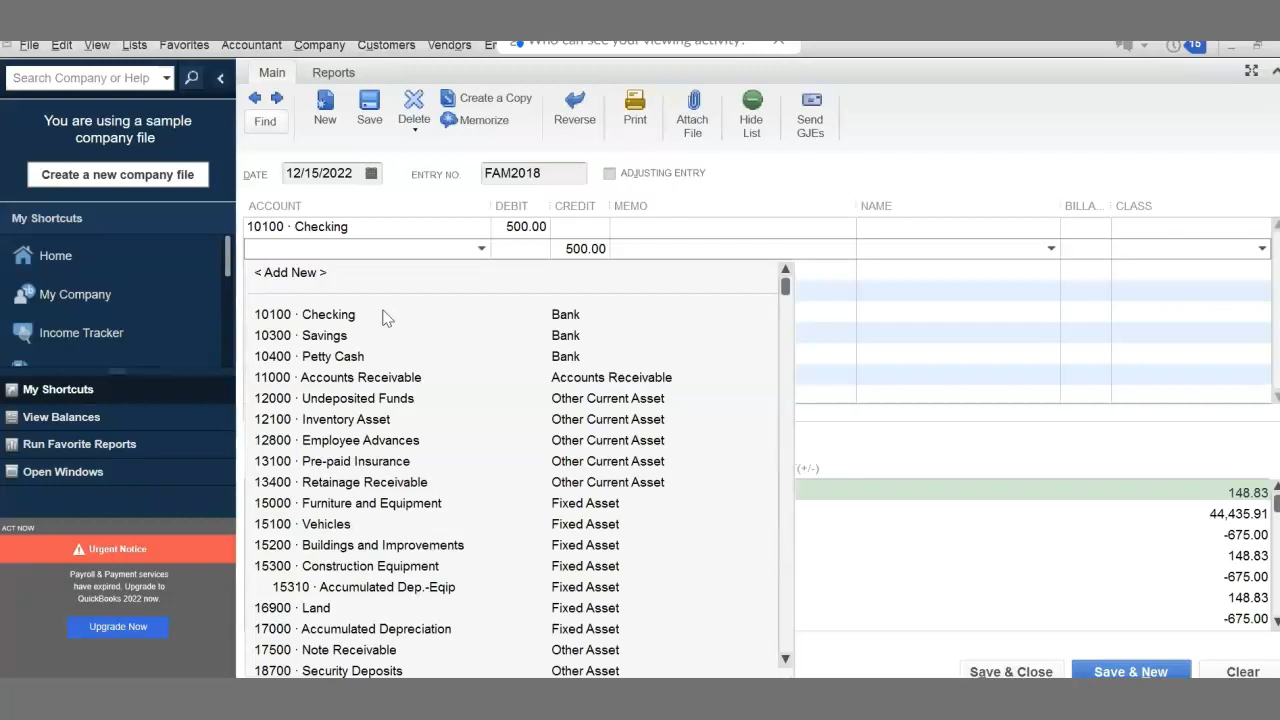 File Edit View Lists Favorites Accountant Company Customers Vendors
Who can see your viewing activity?
15
Search Company or Help
Main Reports
You are using a sample
company file
Create a new company file
Find
New
Save
Delete
Create a Copy
Memorize
Reverse
Print
Attach
File
Hide
List
Send
GJEs
DATE 12/15/2022 ENTRY NO. FAM2018 ADJUSTING ENTRY
My Shortcuts
Home
My Company
Income Tracker
My Shortcuts
View Balances
Run Favorite Reports
Open Windows
ACT NOW
Urgent Notice
Payroll & Payment services
have expired. Upgrade to
QuickBooks 2022 now.
Upgrade Now
ACCOUNT DEBIT CREDIT MEMO NAME BILLA... CLASS
10100 · Checking 500.00
500.00
< Add New >
10100 · Checking Bank
10300 · Savings Bank
10400 · Petty Cash Bank
11000 · Accounts Receivable Accounts Receivable
12000 · Undeposited Funds Other Current Asset
12100 · Inventory Asset Other Current Asset
12800 · Employee Advances Other Current Asset
13100 · Pre-paid Insurance Other Current Asset
13400 · Retainage Receivable Other Current Asset
15000 · Furniture and Equipment Fixed Asset
15100 · Vehicles Fixed Asset
15200 · Buildings and Improvements Fixed Asset
15300 · Construction Equipment Fixed Asset
15310 · Accumulated Dep.-Eqip Fixed Asset
16900 · Land Fixed Asset
17000 · Accumulated Depreciation Fixed Asset
17500 · Note Receivable Other Asset
18700 · Security Deposits Other Asset
(+/-)
148.83
44,435.91
-675.00
148.83
-675.00
148.83
-675.00
Save & Close Save & New Clear